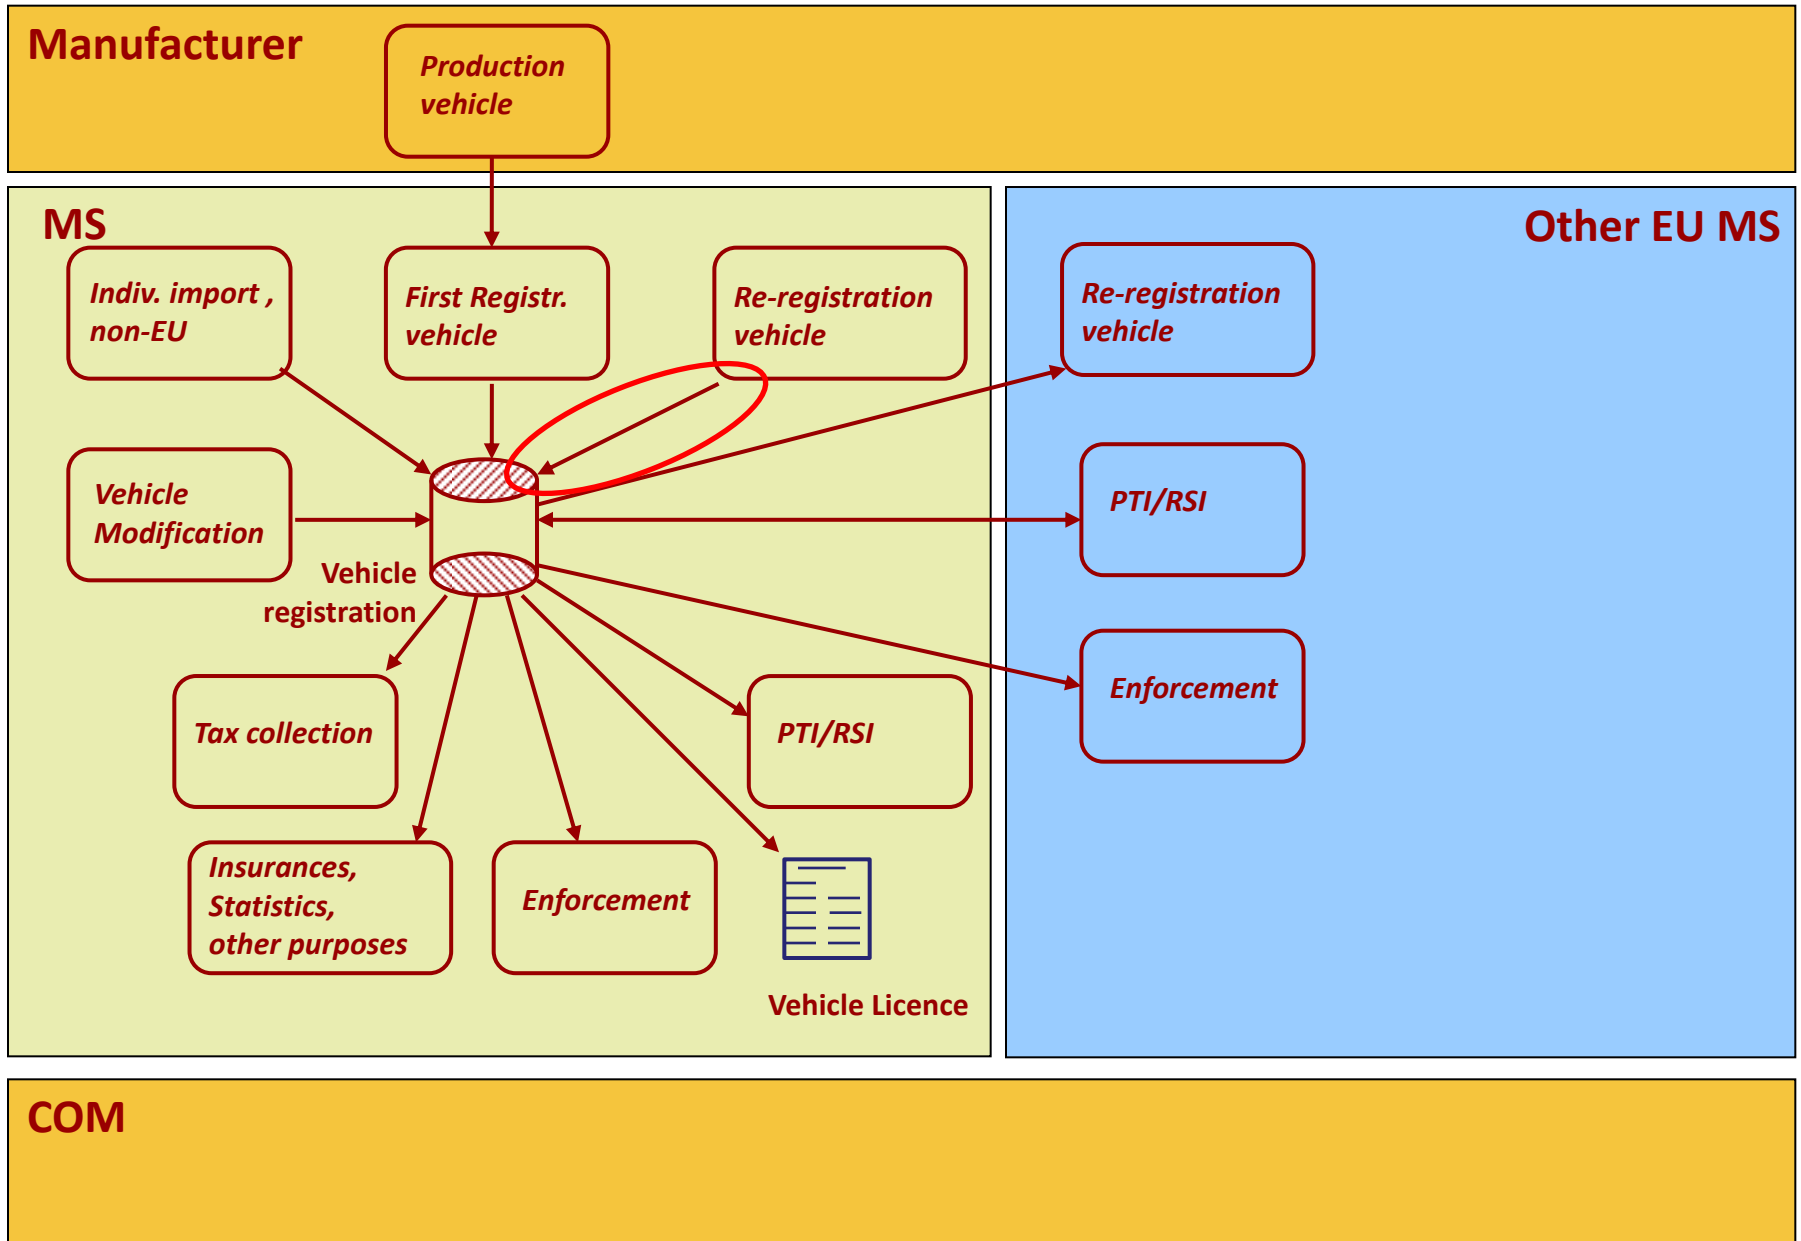 Manufacturer
Production
vehicle
MS
Other EU MS
Indiv. import ,
non-EU
First Registr.
vehicle
Re-registration
vehicle
Re-registration
vehicle
Vehicle
Modification
PTI/RSI
Vehicle
registration
Enforcement
Tax collection
PTI/RSI
Insurances,
Statistics,
other purposes
Enforcement
Vehicle Licence
COM